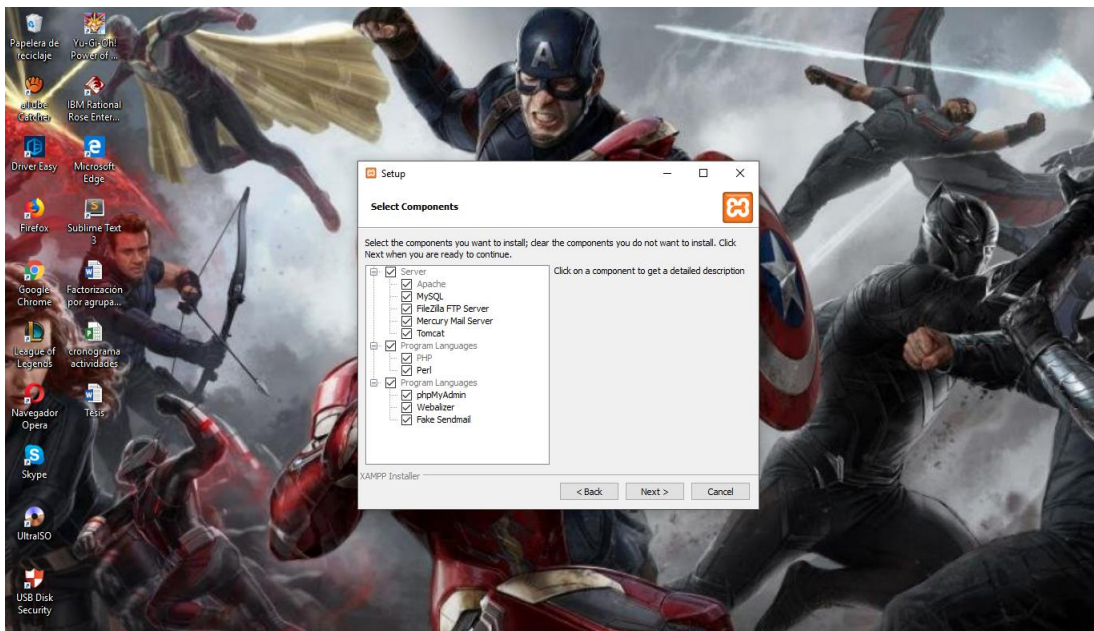 Papelera de
reciclaje
Yu-Gi-Oh!
Power of ...
aTube
Catcher
IBM Rational
Rose Enter...
Driver Easy
Microsoft
Edge
Firefox
Sublime Text
3
Google
Chrome
Factorización
por agrupa...
League of
Legends
cronograma
actividades
Navegador
Opera
Tesis
Skype
UltraISO
USB Disk
Security
Setup
Select Components
Select the components you want to install; clear the components you do not want to install. Click
Next when you are ready to continue.
Server
Apache
MySQL
FileZilla FTP Server
Mercury Mail Server
Tomcat
Program Languages
PHP
Perl
Program Languages
phpMyAdmin
Webalizer
Fake Sendmail
Click on a component to get a detailed description
XAMPP Installer
< Back
Next >
Cancel